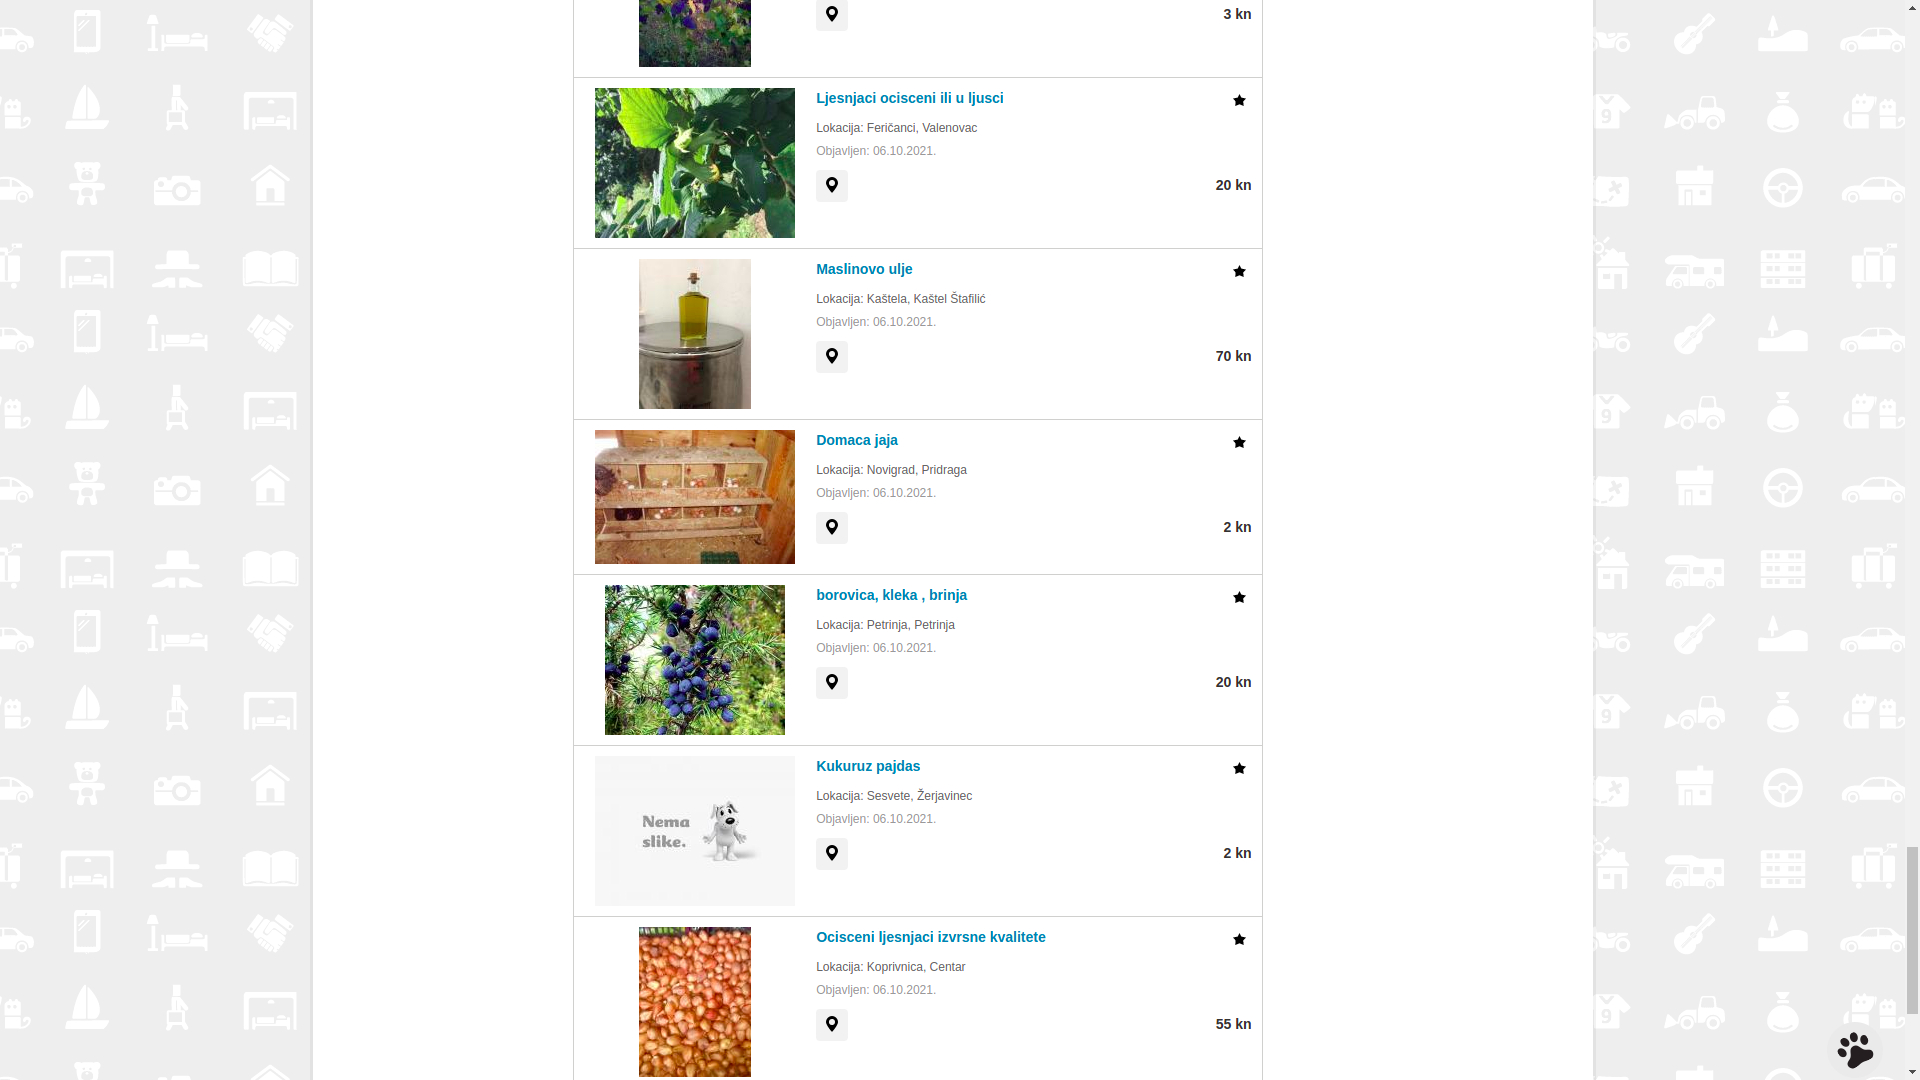 3 kn
Ljesnjaci ocisceni ili u ljusci
Lokacija: Feričanci, Valenovac
Objavljen: 06.10.2021.
20 kn
Maslinovo ulje
Lokacija: Kaštela, Kaštel Štafilić
Objavljen: 06.10.2021.
70 kn
Domaca jaja
Lokacija: Novigrad, Pridraga
Objavljen: 06.10.2021.
2 kn
borovica, kleka , brinja
Lokacija: Petrinja, Petrinja
Objavljen: 06.10.2021.
20 kn
Nema
slike.
Kukuruz pajdas
Lokacija: Sesvete, Žerjavinec
Objavljen: 06.10.2021.
2 kn
Ocisceni ljesnjaci izvrsne kvalitete
Lokacija: Koprivnica, Centar
Objavljen: 06.10.2021.
55 kn